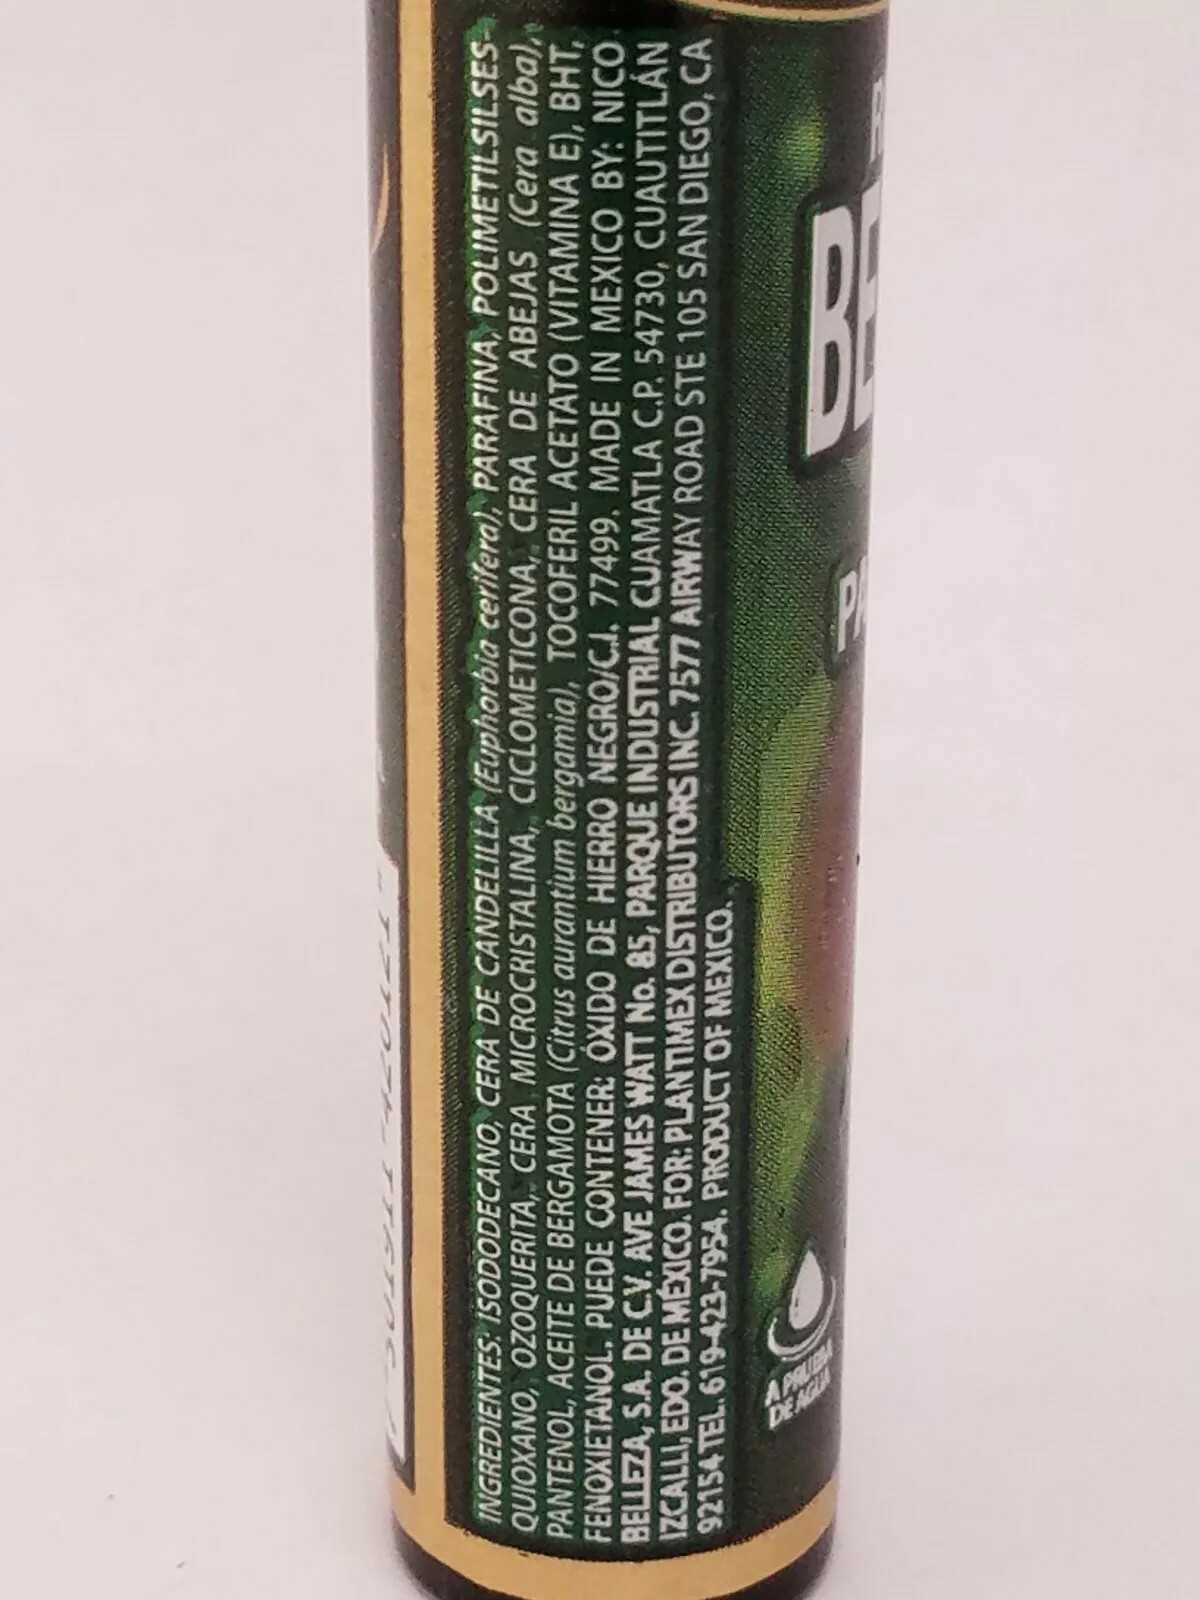 INGREDIENTES: ISODODECANO, CERA DE CANDELILLA (Euphorbia cerifera), PARAFINA, POLIMETILSILSES-
QUIOXANO, OZOQUERITA, CERA MICROCRISTALINA, CICLOMETICONA, CERA DE ABEJAS (Cera alba),
PANTENOL, ACEITE DE BERGAMOTA (Citrus aurantium bergamia), TOCOFERIL ACETATO (VITAMINA E), BHT,
FENOXIETANOL. PUEDE CONTENER: ÓXIDO DE HIERRO NEGRO/C.I. 77499. MADE IN MEXICO BY: NICO
BELLEZA, S.A. DE C.V. AVE JAMES WATT No. 85, PARQUE INDUSTRIAL CUAMATLA C.P. 54730, CUAUTITLÁN
IZCALLI, EDO. DE MÉXICO. FOR: PLANTIMEX DISTRIBUTORS INC. 7577 AIRWAY ROAD STE 105 SAN DIEGO, CA
92154 TEL. 619-423-7954. PRODUCT OF MEXICO.
BE
PA
A PRUEBA
DE AGUA